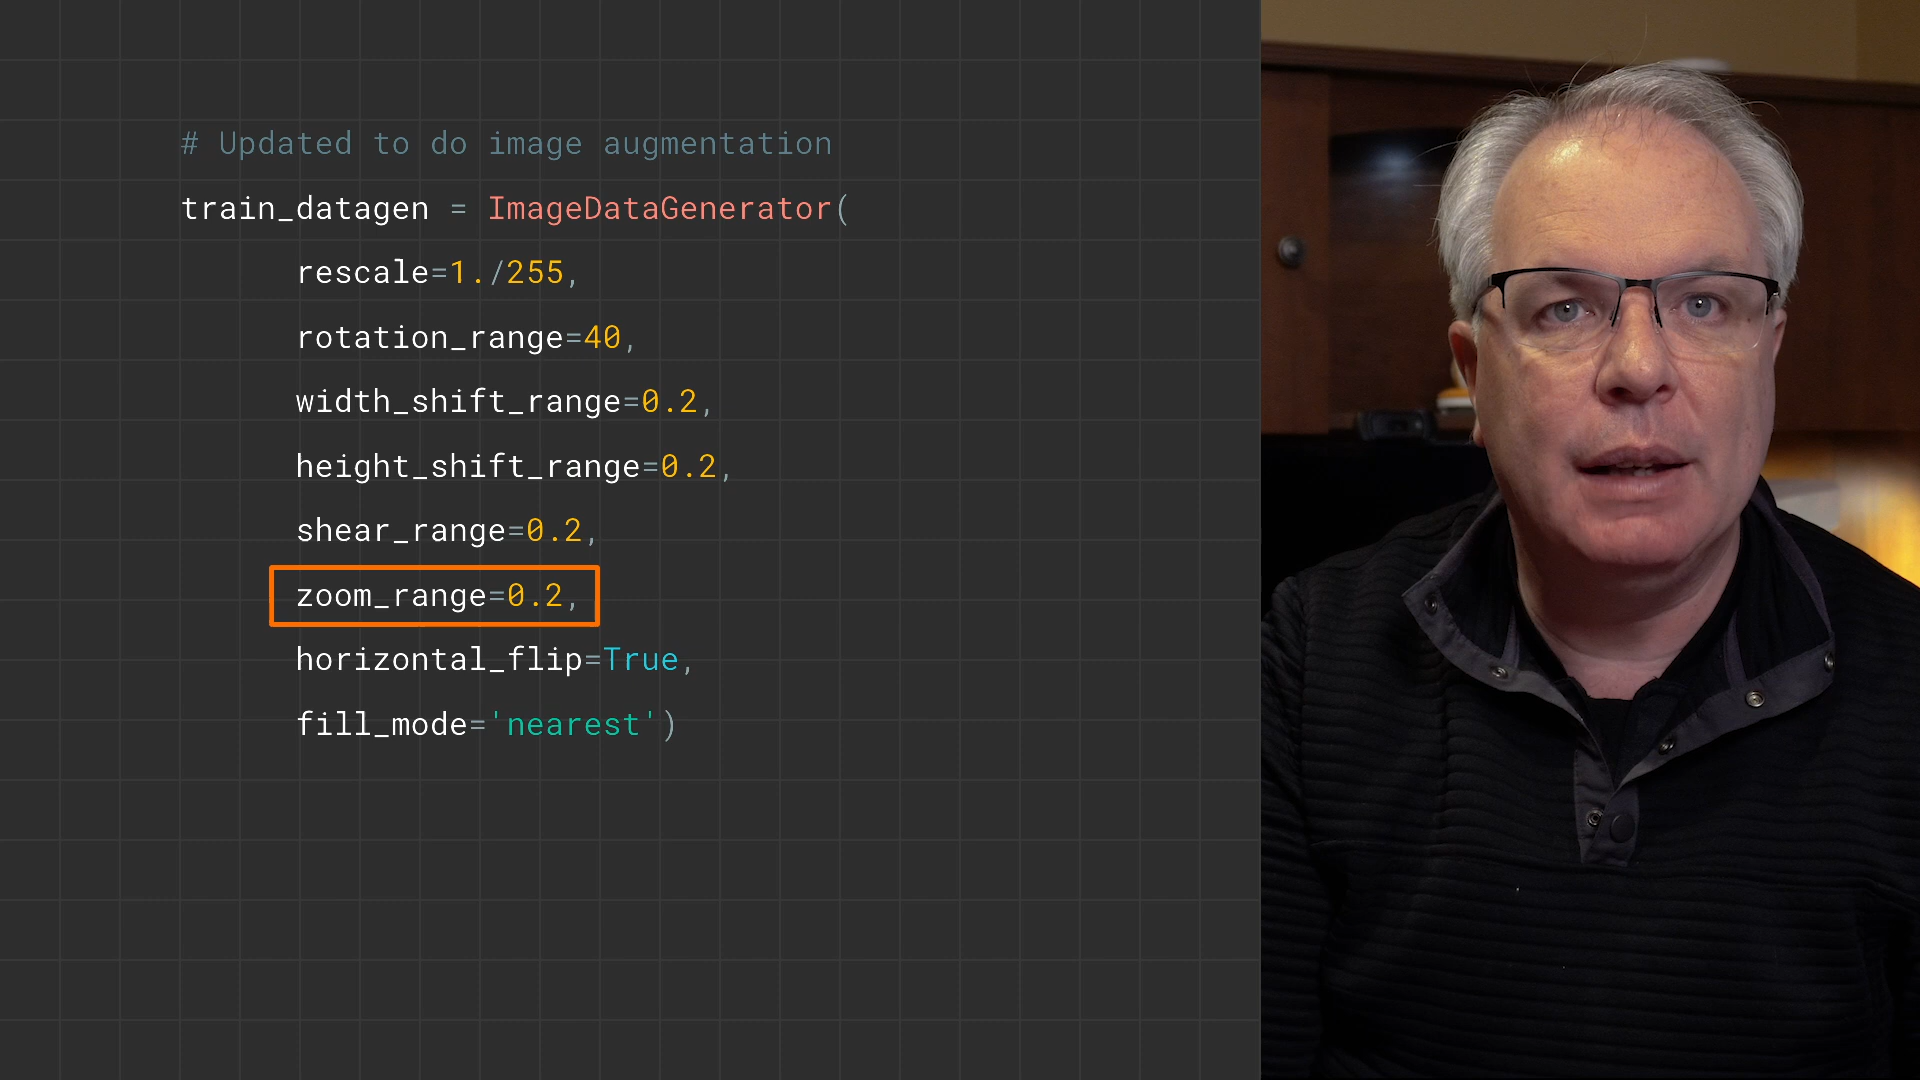 # Updated to do image augmentation
train_datagen = ImageDataGenerator(
rescale=1./255,
rotation_range=40,
width_shift_range=0.2,
height_shift_range=0.2,
shear_range=0.2,
zoom_range=0.2,
horizontal_flip=True,
fill_mode='nearest')